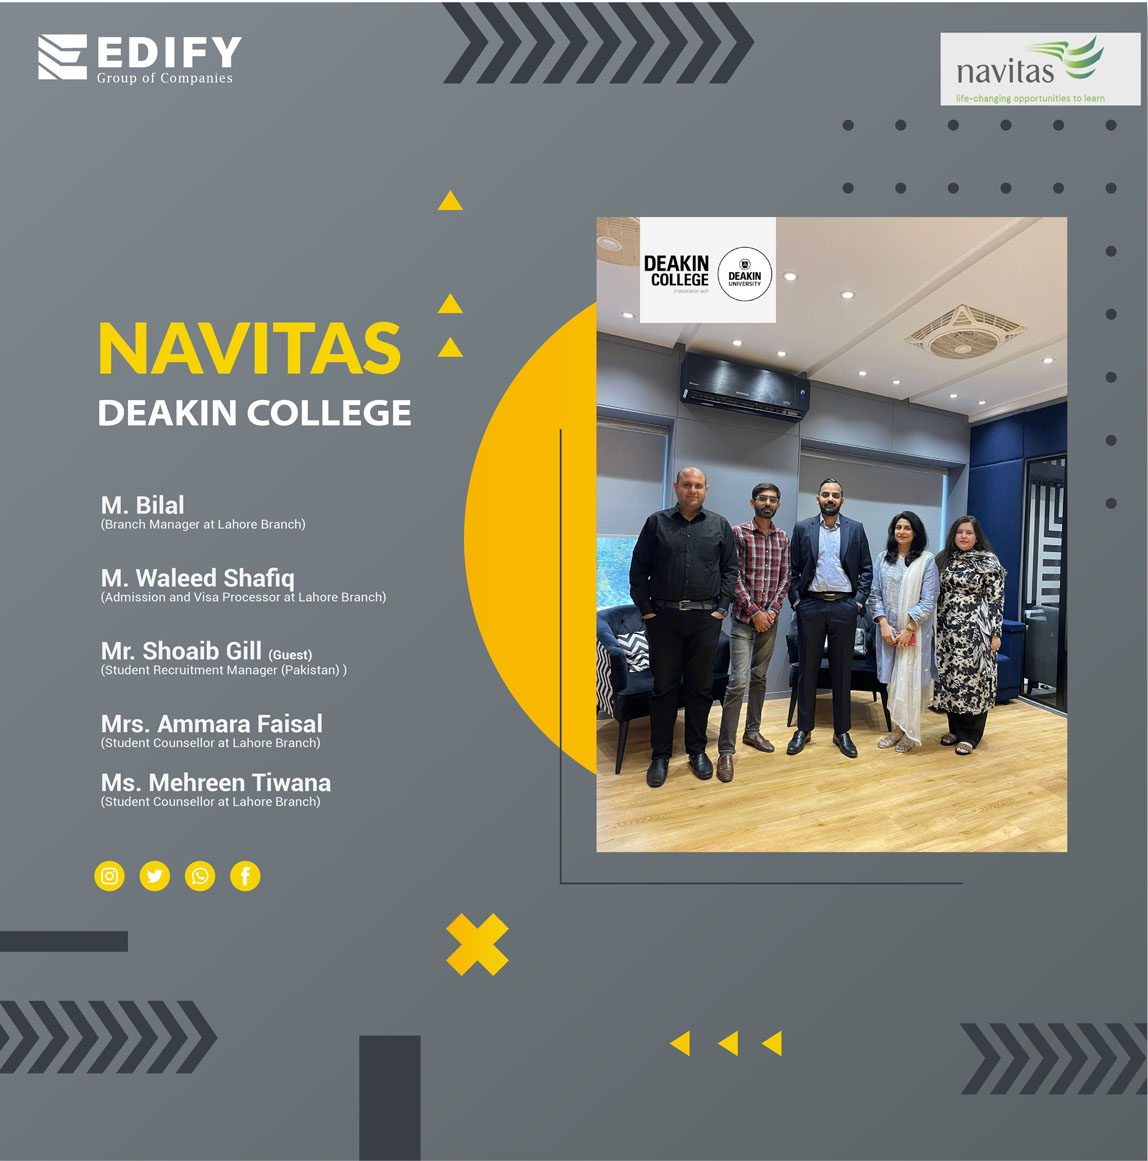 EDIFY
Group of Companies
navitas
life-changing opportunities to learn
DEAKIN
COLLEGE
DEAKIN
UNIVERSITY
NAVITAS
DEAKIN COLLEGE
M. Bilal
(Branch Manager at Lahore Branch)
M. Waleed Shafiq
(Admission and Visa Processor at Lahore Branch)
Mr. Shoaib Gill (Guest)
(Student Recruitment Manager (Pakistan) )
Mrs. Ammara Faisal
(Student Counsellor at Lahore Branch)
Ms. Mehreen Tiwana
(Student Counsellor at Lahore Branch)